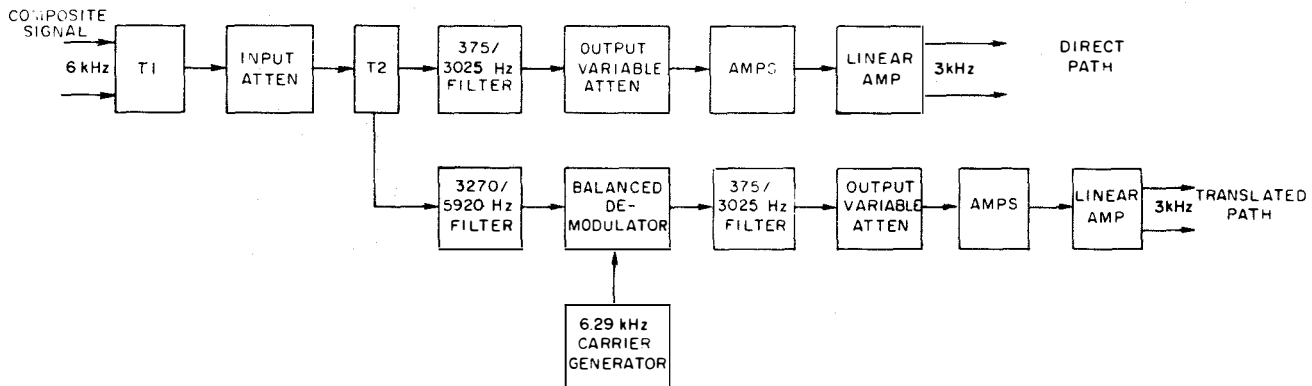 COMPOSITE
SIGNAL
6 kHz
T1
INPUT
ATTEN
T2
375/
3025 Hz
FILTER
OUTPUT
VARIABLE
ATTEN
AMPS
LINEAR
AMP
3kHz
DIRECT
PATH
3270/
5920 Hz
FILTER
BALANCED
DE-
MODULATOR
375/
3025 Hz
FILTER
OUTPUT
VARIABLE
ATTEN
AMPS
LINEAR
AMP
3kHz
TRANSLATED
PATH
6.29 kHz
CARRIER
GENERATOR